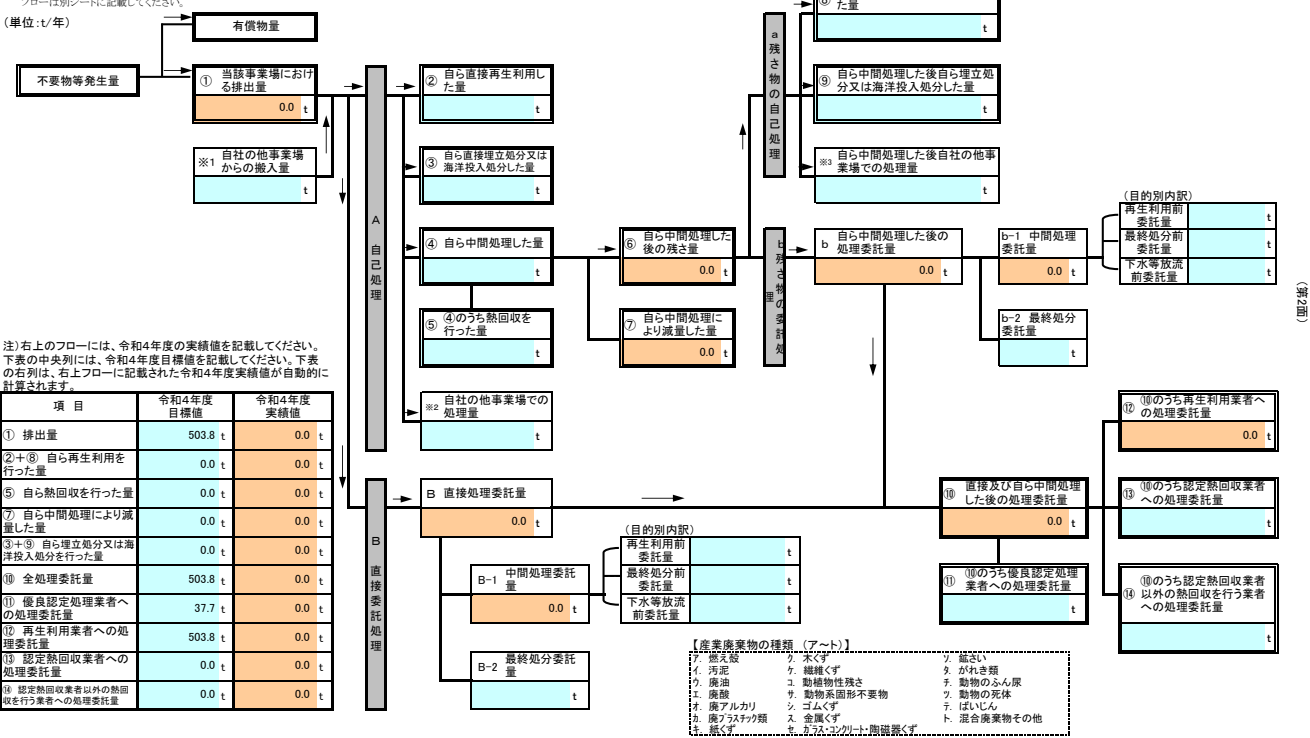 フローは別シートに記載してください。
(単位:t/年)
有償物量
不要物等発生量
① 当該事業場におけ
る排出量
0.0 t
※1 自社の他事業場
からの搬入量
t
A 自己処理
② 自ら直接再生利用し
た量
t
③ 自ら直接埋立処分又は
海洋投入処分した量
t
④ 自ら中間処理した量
t
⑤ ④のうち熱回収を
行った量
t
※2 自社の他事業場での
処理量
t
⑥ 自ら中間処理した
後の残さ量
0.0 t
⑦ 自ら中間処理に
より減量した量
0.0 t
a 残さ物の自己処理
た量
t
⑨ 自ら中間処理した後自ら埋立処
分又は海洋投入処分した量
t
※3 自ら中間処理した後自社の他事
業場での処理量
t
b 残さ物の委託処理
b 自ら中間処理した後の
処理委託量
0.0 t
b-1 中間処理
委託量
0.0 t
b-2 最終処分
委託量
t
(目的別内訳)
再生利用前
委託量
t
最終処分前
委託量
t
下水等放流
前委託量
t
(第2面)
注)右上のフローには、令和4年度の実績値を記載してください。
下表の中央列には、令和4年度目標値を記載してください。下表
の右列は、右上フローに記載された令和4年度実績値が自動的に
計算されます。
項 目 令和4年度 目標値 令和4年度 実績値
① 排出量 503.8 t 0.0 t
②+⑧ 自ら再生利用を
行った量 0.0 t 0.0 t
⑤ 自ら熱回収を行った量 0.0 t 0.0 t
⑦ 自ら中間処理により減
量した量 0.0 t 0.0 t
③+⑨ 自ら埋立処分又は海
洋投入処分を行った量 0.0 t 0.0 t
⑩ 全処理委託量 503.8 t 0.0 t
⑪ 優良認定処理業者へ
の処理委託量 37.7 t 0.0 t
⑫ 再生利用業者への処
理委託量 503.8 t 0.0 t
⑬ 認定熱回収業者への
処理委託量 0.0 t 0.0 t
⑭ 認定熱回収業者以外の熱回
収を行う業者への処理委託量 0.0 t 0.0 t
B 直接委託処理
B 直接処理委託量
0.0 t
B-1 中間処理委託
量
0.0 t
B-2 最終処分委託
量
t
(目的別内訳)
再生利用前
委託量
t
最終処分前
委託量
t
下水等放流
前委託量
t
⑩ 直接及び自ら中間処理
した後の処理委託量
0.0 t
⑪ ⑩のうち優良認定処理
業者への処理委託量
t
⑫ ⑩のうち再生利用業者へ
の処理委託量
0.0 t
⑬ ⑩のうち認定熱回収業者
への処理委託量
t
⑭ ⑩のうち認定熱回収業者
以外の熱回収を行う業者
への処理委託量
t
【産業廃棄物の種類 (ア~ト)】
ア. 燃え殻 ク. 木くず ソ. 鉱さい
イ. 汚泥 ケ. 繊維くず タ. がれき類
ウ. 廃油 コ. 動植物性残さ チ. 動物のふん尿
エ. 廃酸 サ. 動物系固形不要物 ツ. 動物の死体
オ. 廃アルカリ シ. ゴムくず テ. ばいじん
カ. 廃プラスチック類 ス. 金属くず ト. 混合廃棄物その他
キ. 紙くず セ. ガラス・コンクリート・陶磁器くず